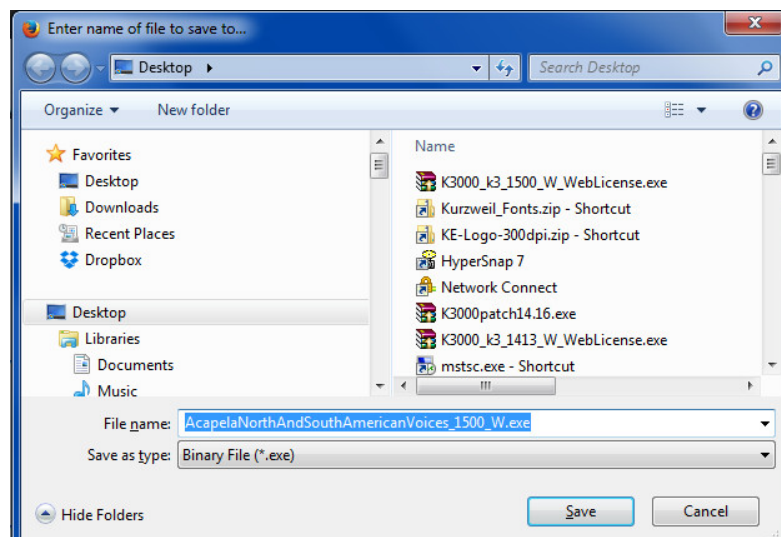 Enter name of file to save to...
Desktop
Search Desktop
Organize
New folder
Favorites
Desktop
Downloads
Recent Places
Dropbox
Desktop
Libraries
Documents
Music
Name
K3000_k3_1500_W_WebLicense.exe
Kurzweil_Fonts.zip - Shortcut
KE-Logo-300dpi.zip - Shortcut
HyperSnap 7
Network Connect
K3000patch14.16.exe
K3000_k3_1413_W_WebLicense.exe
mstsc.exe - Shortcut
File name: AcapelaNorthAndSouthAmericanVoices_1500_W.exe
Save as type: Binary File (*.exe)
Hide Folders
Save
Cancel